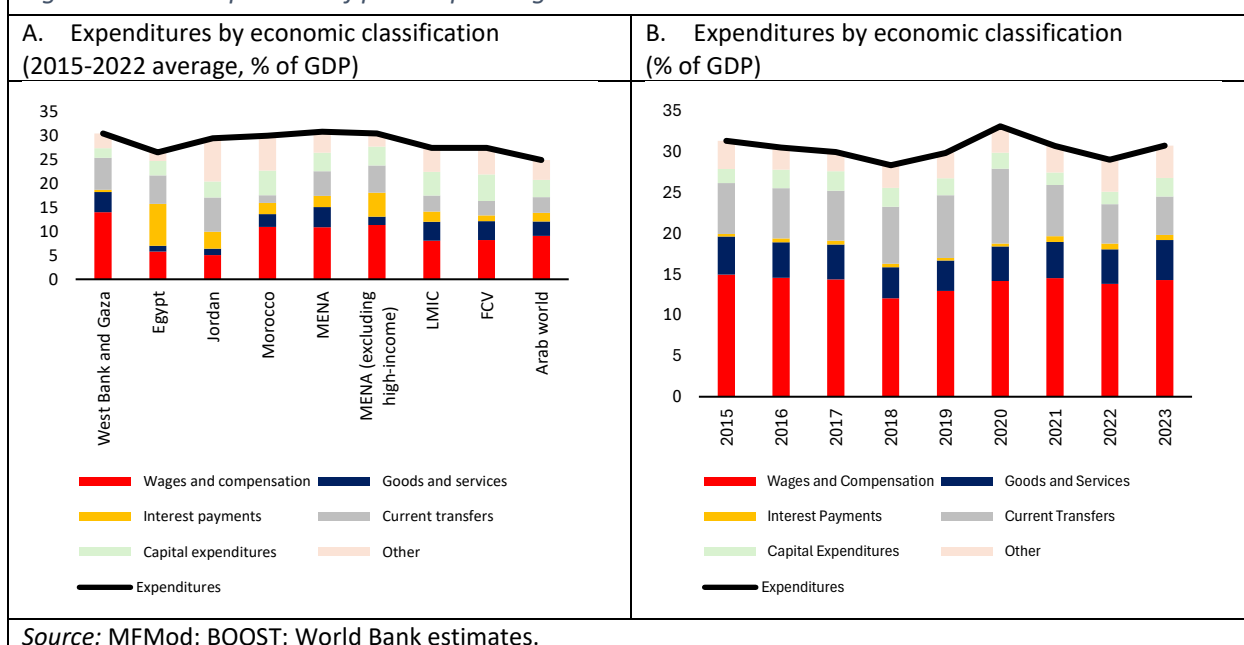 A. Expenditures by economic classification
(2015-2022 average, % of GDP)
35
30
25
20
15
10
5
0
West Bank and Gaza
Egypt
Jordan
Morocco
MENA
MENA (excluding
high-income)
LMIC
FCV
Arab world
Wages and compensation
Goods and services
Interest payments
Current transfers
Capital expenditures
Other
Expenditures
B. Expenditures by economic classification
(% of GDP)
35
30
25
20
15
10
5
0
2015
2016
2017
2018
2019
2020
2021
2022
2023
Wages and Compensation
Goods and Services
Interest Payments
Current Transfers
Capital Expenditures
Other
Expenditures
Source: MFMod; BOOST; World Bank estimates.